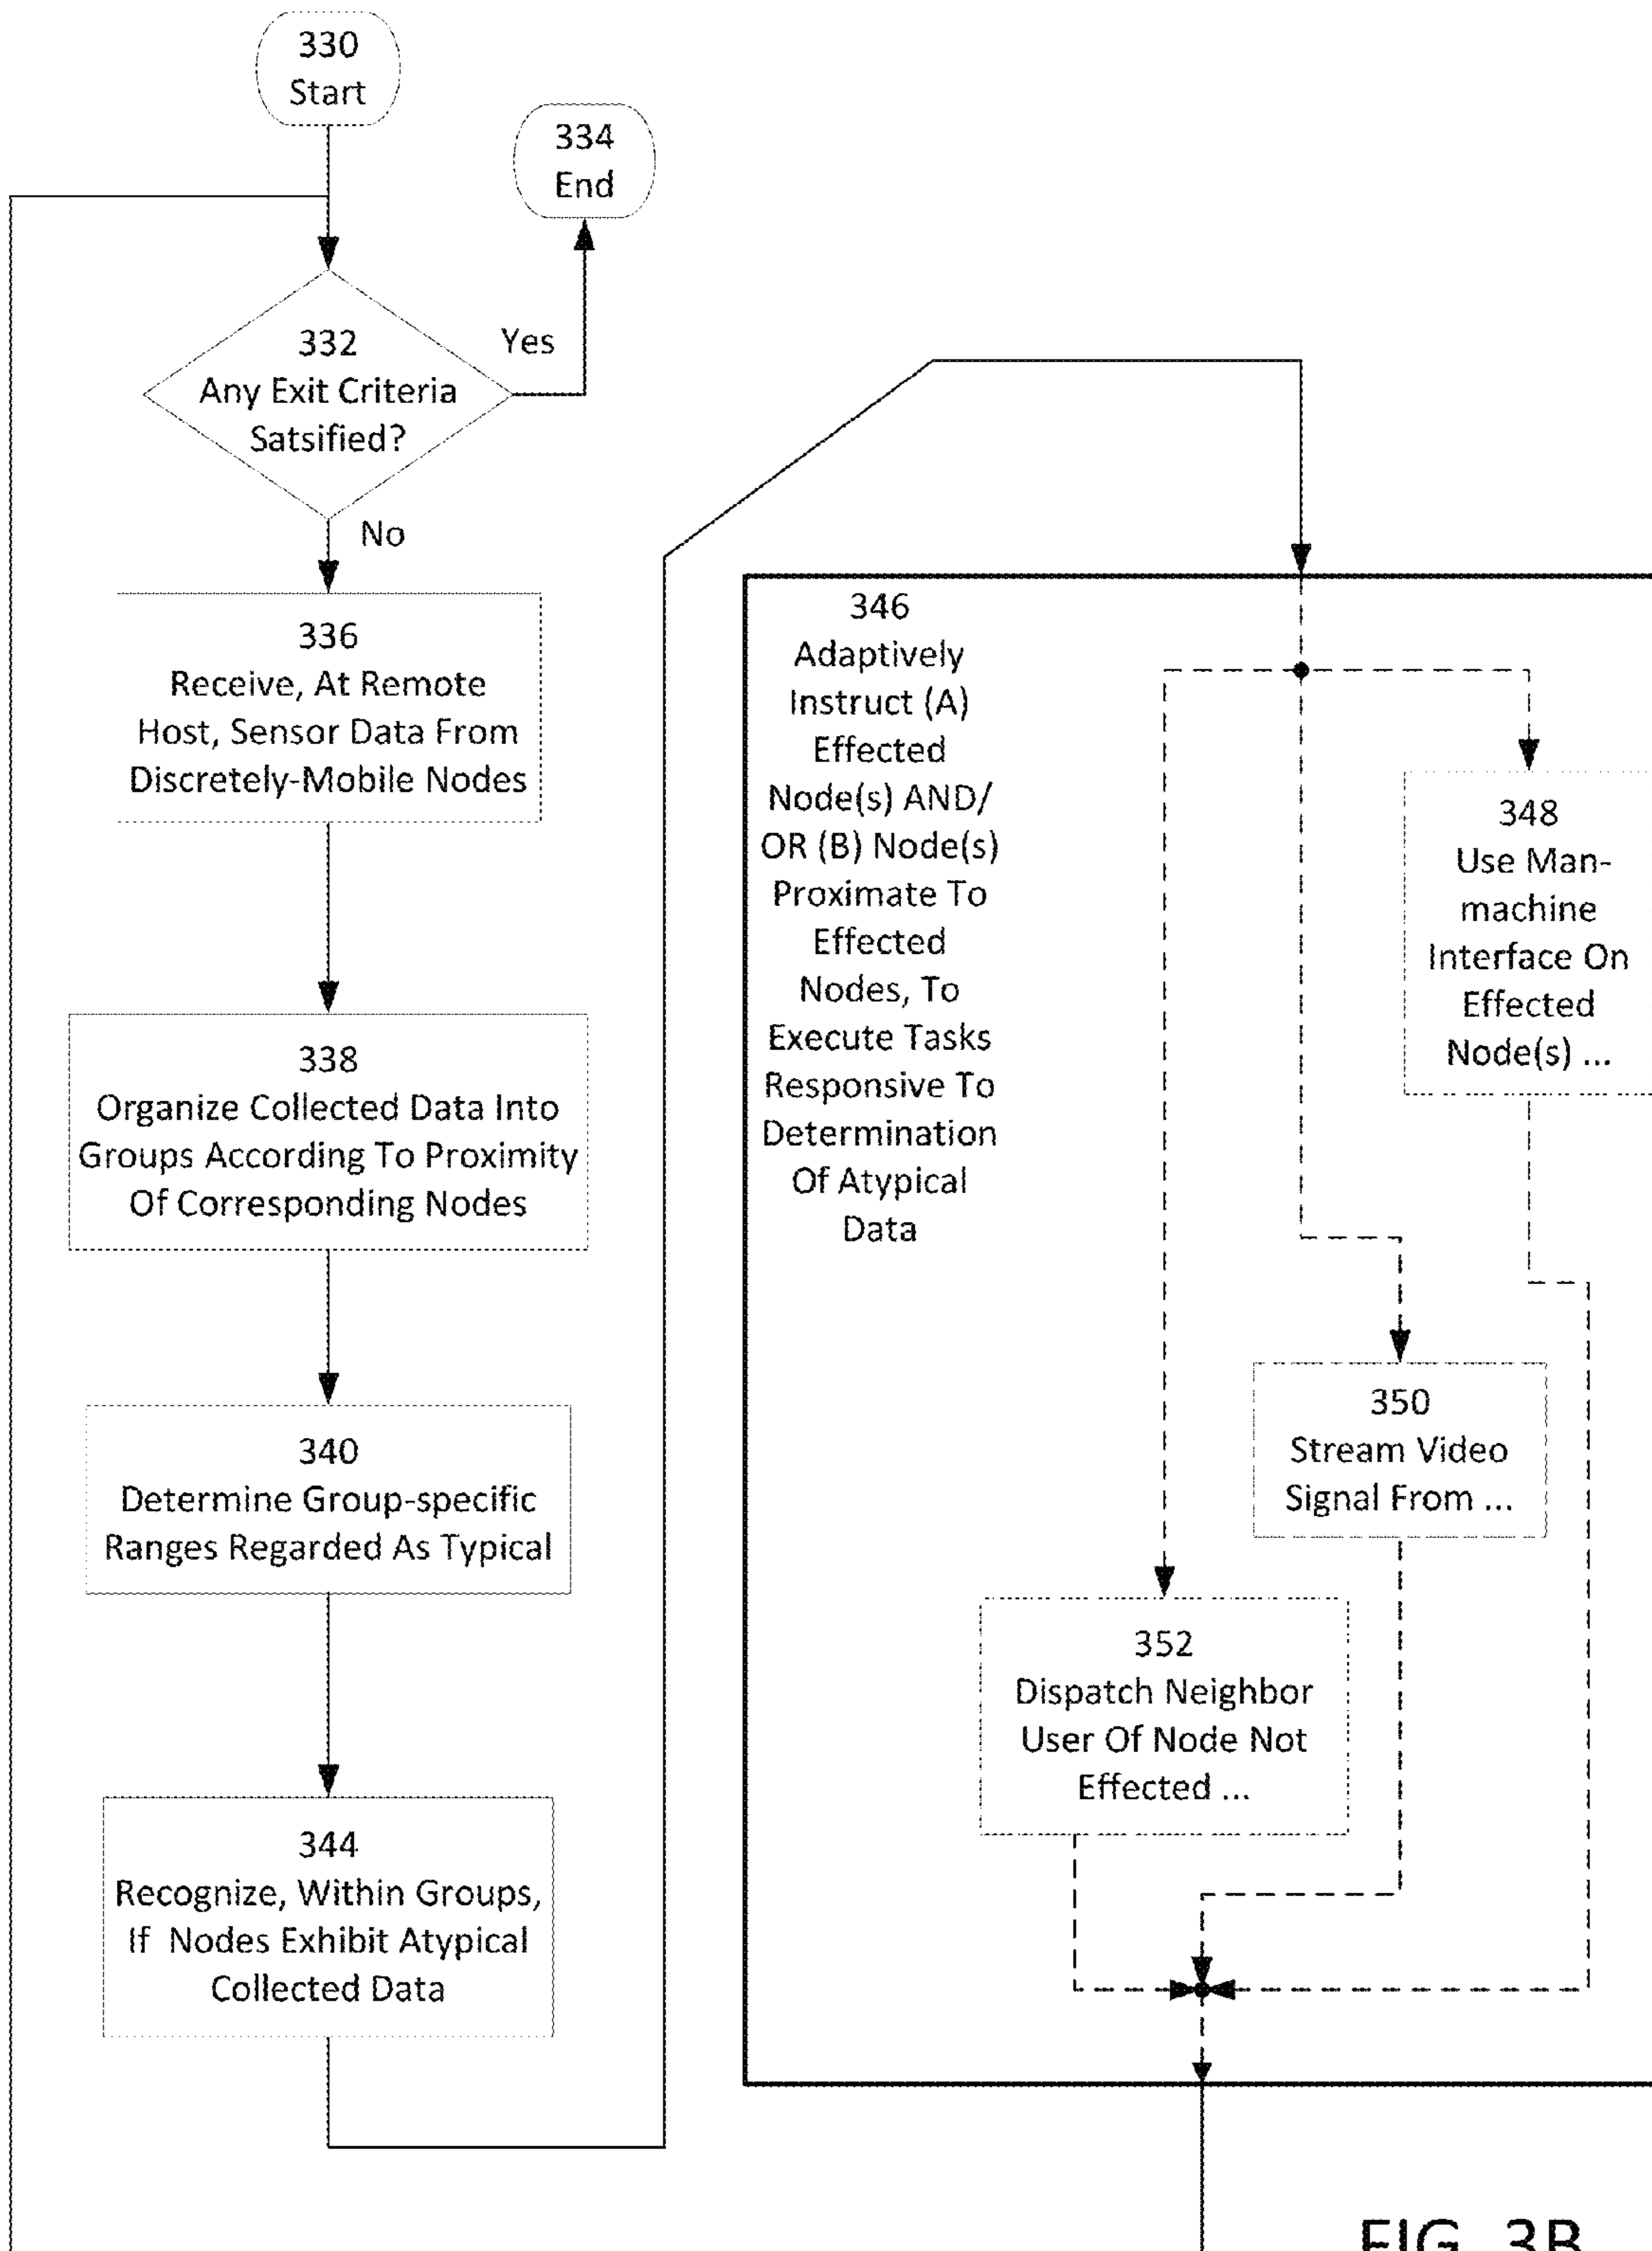 330
Start
334
End
332
Any Exit Criteria
Satsified?
Yes
No
336
Receive, At Remote
Host, Sensor Data From
Discretely-Mobile Nodes
338
Organize Collected Data Into
Groups According To Proximity
Of Corresponding Nodes
340
Determine Group-specific
Ranges Regarded As Typical
344
Recognize, Within Groups,
If Nodes Exhibit Atypical
Collected Data
346
Adaptively
Instruct (A)
Effected
Node(s) AND/
OR (B) Node(s)
Proximate To
Effected
Nodes, To
Execute Tasks
Responsive To
Determination
Of Atypical
Data
348
Use Man-
machine
Interface On
Effected
Node(s) ...
350
Stream Video
Signal From ...
352
Dispatch Neighbor
User Of Node Not
Effected ...
FIG. 3B